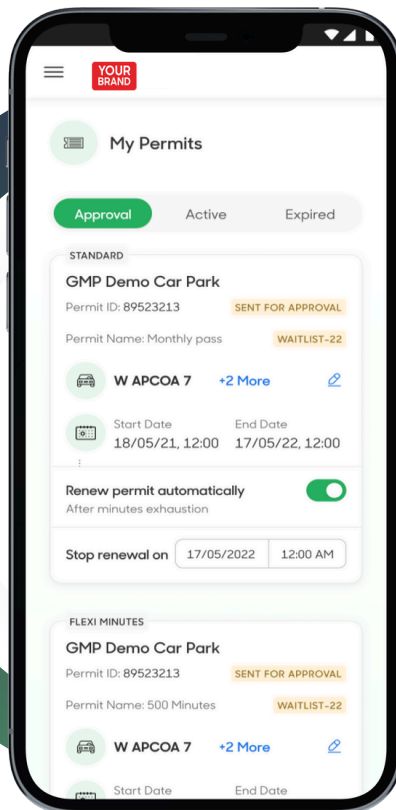 YOUR
BRAND
My Permits
Approval Active Expired
STANDARD
GMP Demo Car Park
Permit ID: 89523213 SENT FOR APPROVAL
Permit Name: Monthly pass WAITLIST-22
W APCOA 7 +2 More
Start Date End Date
18/05/21, 12:00 17/05/22, 12:00
Renew permit automatically
After minutes exhaustion
Stop renewal on 17/05/2022 12:00 AM
FLEXI MINUTES
GMP Demo Car Park
Permit ID: 89523213 SENT FOR APPROVAL
Permit Name: 500 Minutes WAITLIST-22
W APCOA 7 +2 More
Start Date End Date